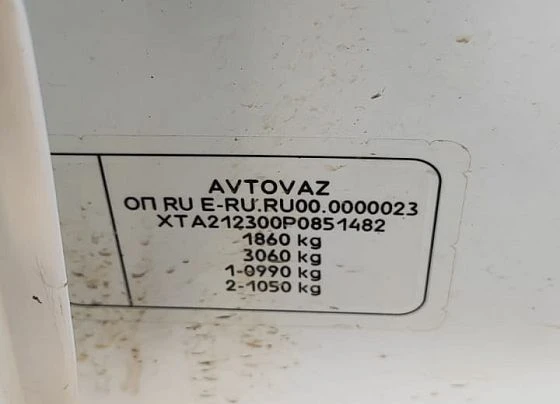 AVTOVAZ
ОП RU E-RU.RU00.0000023
XTA212300P0851482
1860 kg
3060 kg
1-0990 kg
2-1050 kg